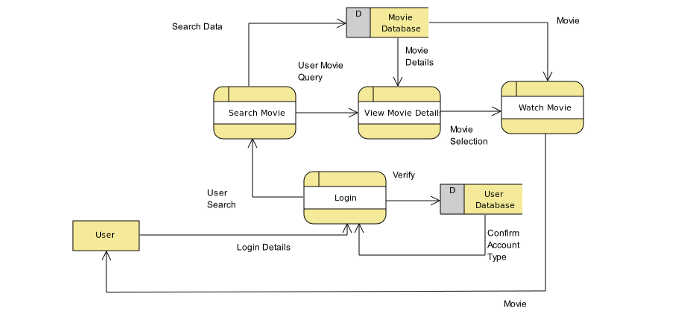 Search Data
D
Movie
Database
Movie
User Movie
Query
Movie
Details
Search Movie
View Movie Detail
Watch Movie
Movie
Selection
User
Search
Login
Verify
D
User
Database
User
Login Details
Confirm
Account
Type
Movie